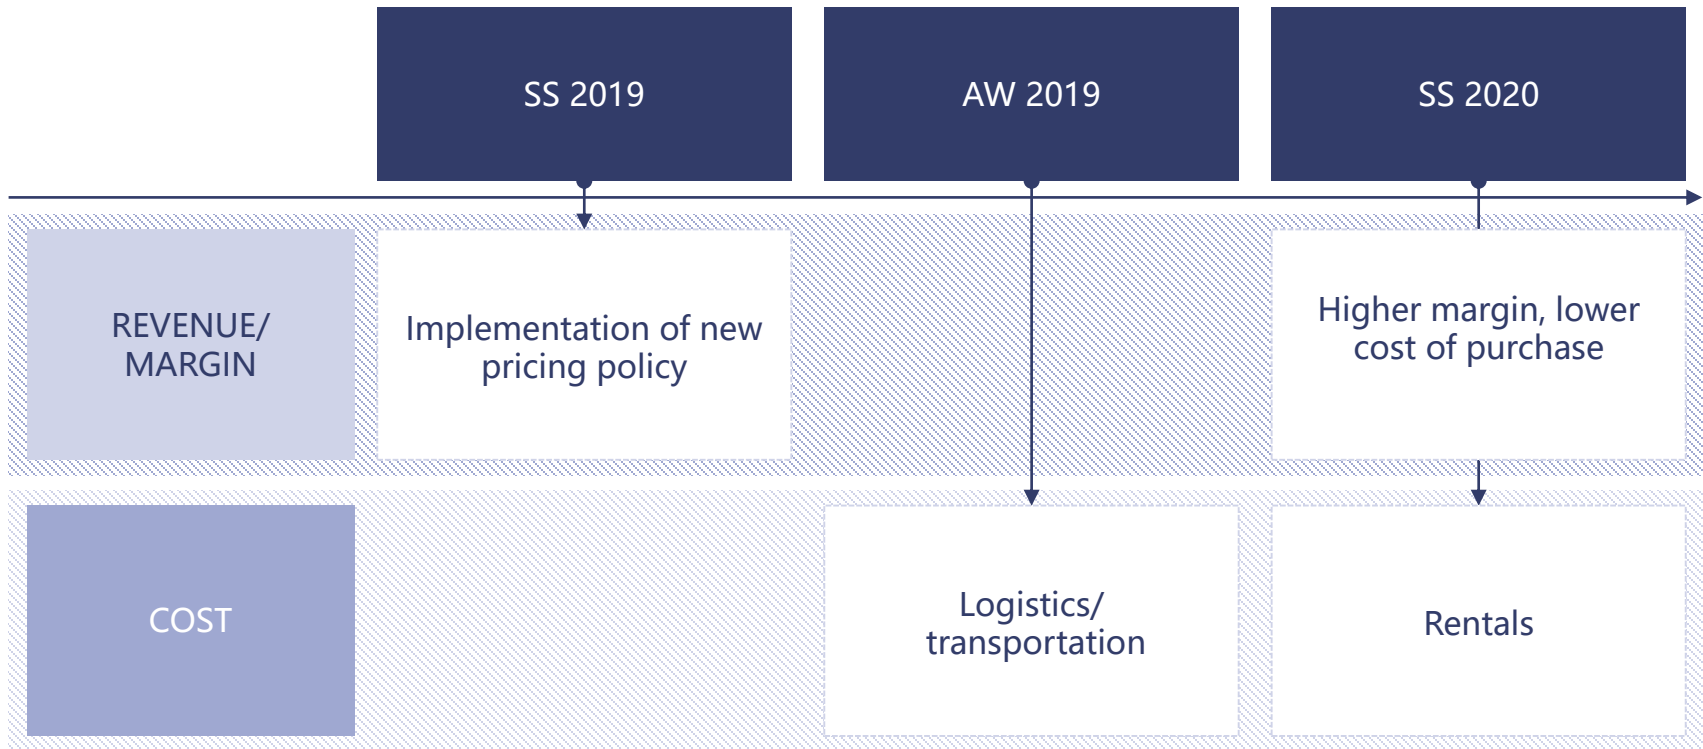 SS 2019
AW 2019
SS 2020
REVENUE/
MARGIN
Implementation of new
pricing policy
Higher margin, lower
cost of purchase
COST
Logistics/
transportation
Rentals